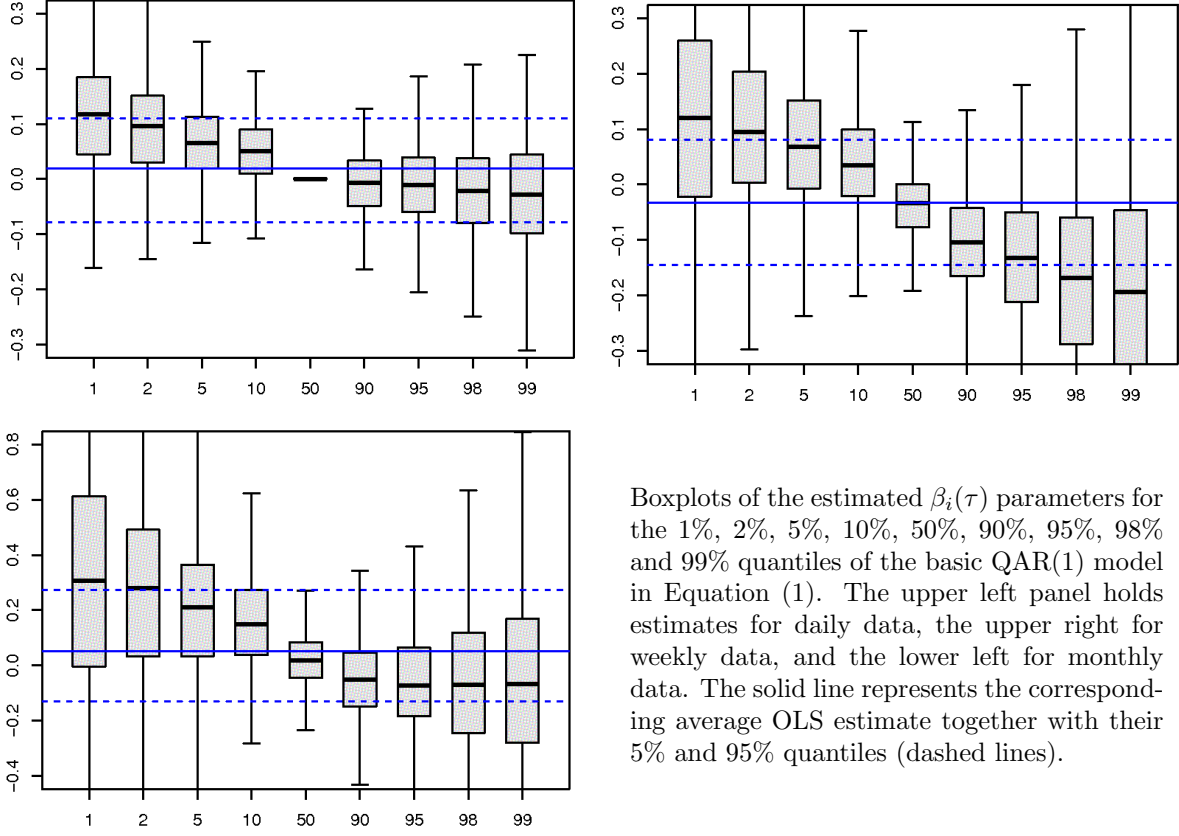 0.3
0.2
0.1
0.0
−0.1
−0.2
−0.3
1 2 5 10 50 90 95 98 99
0.3
0.2
0.1
0.0
−0.1
−0.2
−0.3
1 2 5 10 50 90 95 98 99
0.8
0.6
0.4
0.2
0.0
−0.2
−0.4
1 2 5 10 50 90 95 98 99
Boxplots of the estimated βi(τ) parameters for
the 1%, 2%, 5%, 10%, 50%, 90%, 95%, 98%
and 99% quantiles of the basic QAR(1) model
in Equation (1). The upper left panel holds
estimates for daily data, the upper right for
weekly data, and the lower left for monthly
data. The solid line represents the correspond-
ing average OLS estimate together with their
5% and 95% quantiles (dashed lines).